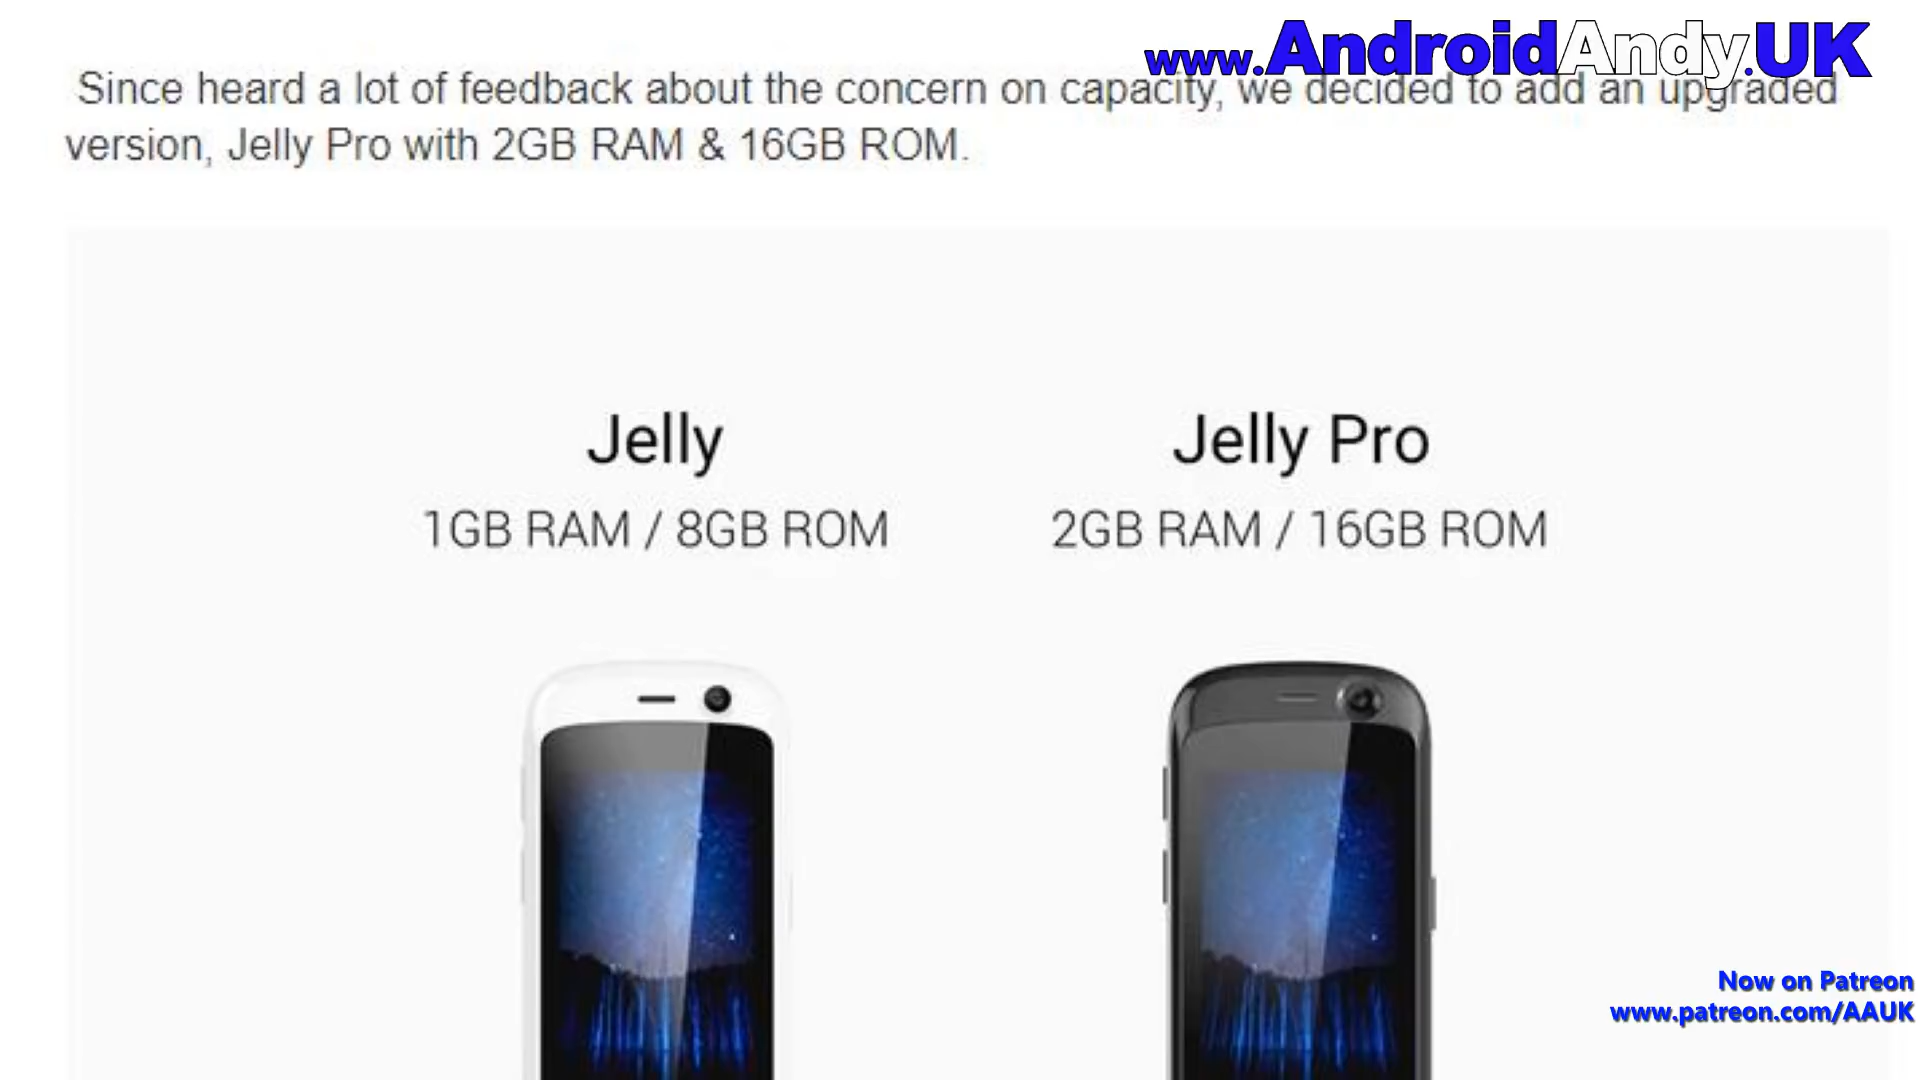 www.AndroidAndy.UK
Since heard a lot of feedback about the concern on capacity, we decided to add an upgraded
version, Jelly Pro with 2GB RAM & 16GB ROM.
Jelly
1GB RAM / 8GB ROM
Jelly Pro
2GB RAM / 16GB ROM
Now on Patreon
www.patreon.com/AAUK